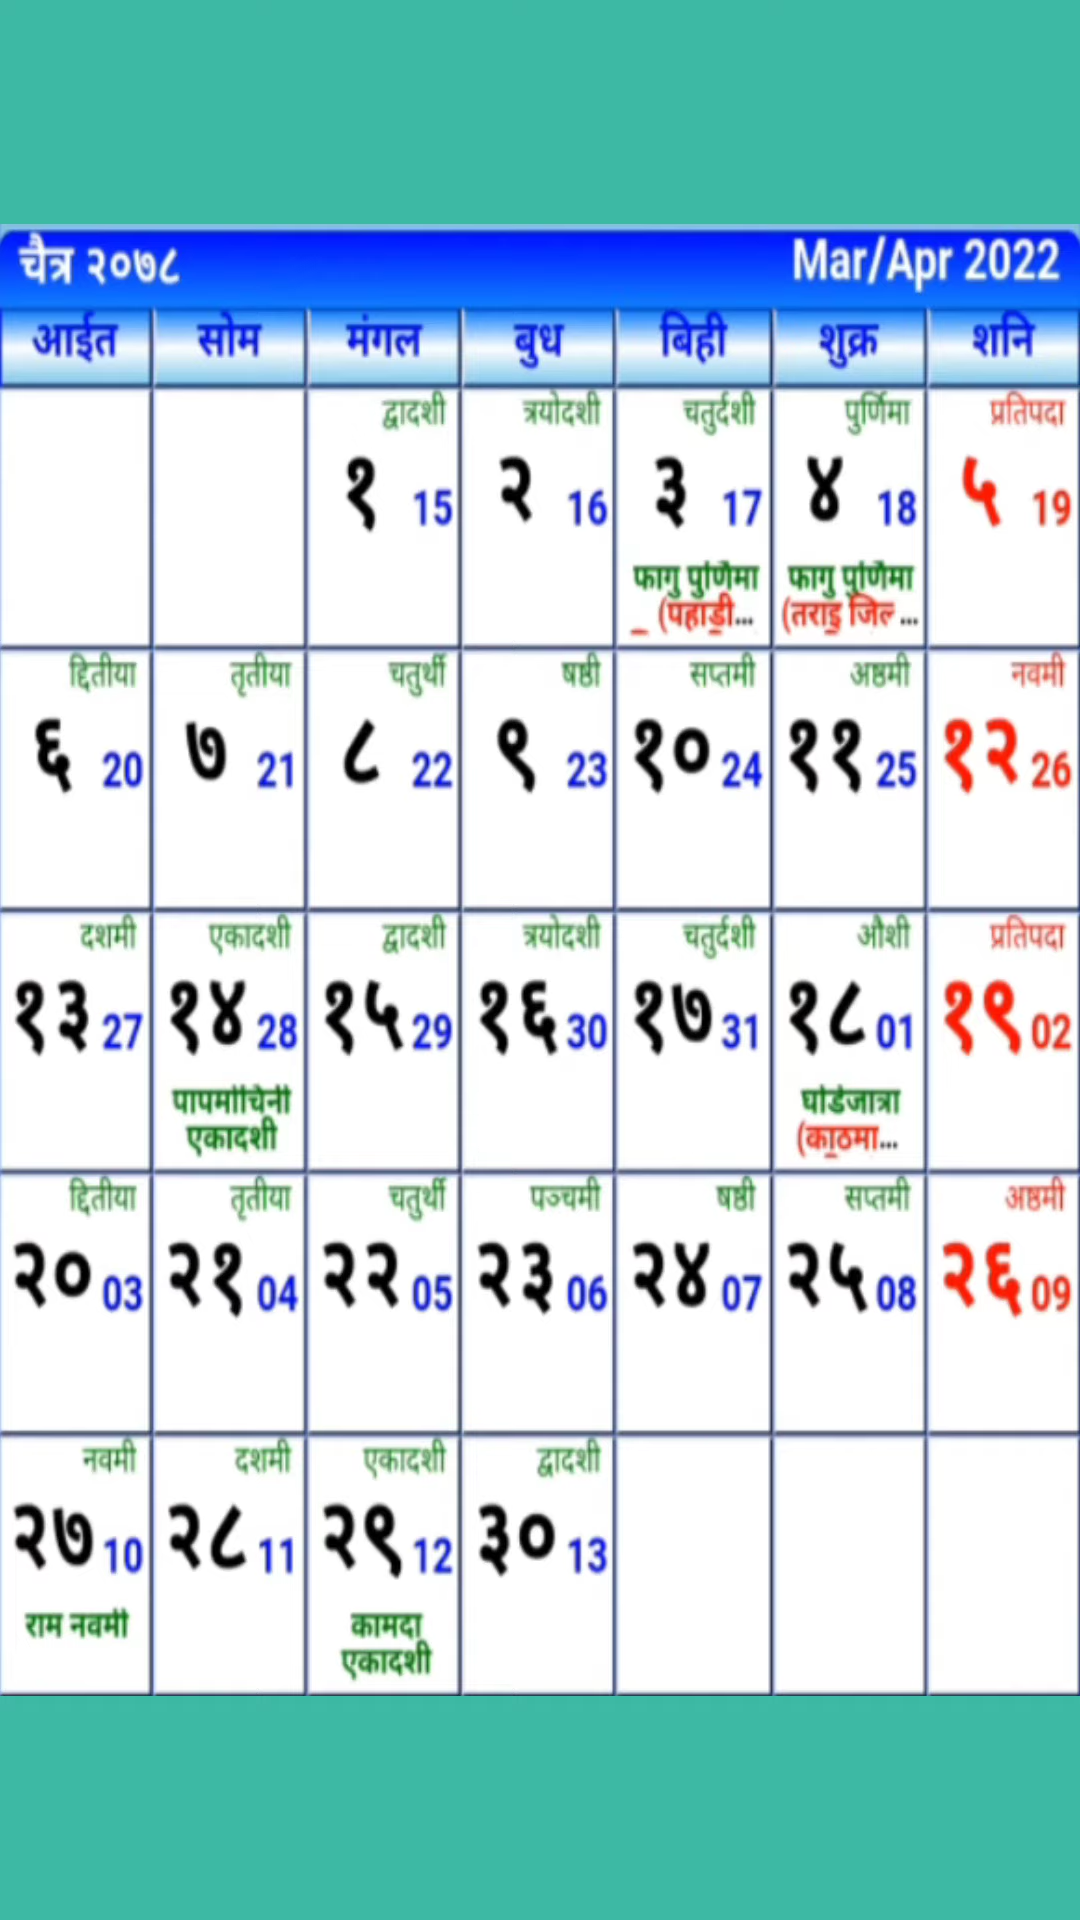 चैत्र २०७८ Mar/Apr 2022
आईत सोम मंगल बुध बिही शुक्र शनि
द्वादशी त्रयोदशी चतुर्दशी पुर्णिमा प्रतिपदा
१ 15 २ 16 ३ 17 ४ 18 ५ 19
फागु पुर्णिमा फागु पुर्णिमा
(पहाडी... (तराइ जिल ...
द्दितीया तृतीया चतुर्थी षष्ठी सप्तमी अष्ठमी नवमी
६ 20 ७ 21 ८ 22 ९ 23 १० 24 ११ 25 १२ 26
दशमी एकादशी द्वादशी त्रयोदशी चतुर्दशी औशी प्रतिपदा
१३ 27 १४ 28 १५ 29 १६ 30 १७ 31 १८ 01 १९ 02
पापमोचिनी घोडेजात्रा
एकादशी (काठमा...
द्दितीया तृतीया चतुर्थी पञ्चमी षष्ठी सप्तमी अष्ठमी
२० 03 २१ 04 २२ 05 २३ 06 २४ 07 २५ 08 २६ 09
नवमी दशमी एकादशी द्वादशी
२७ 10 २८ 11 २९ 12 ३० 13
राम नवमी कामदा
एकादशी